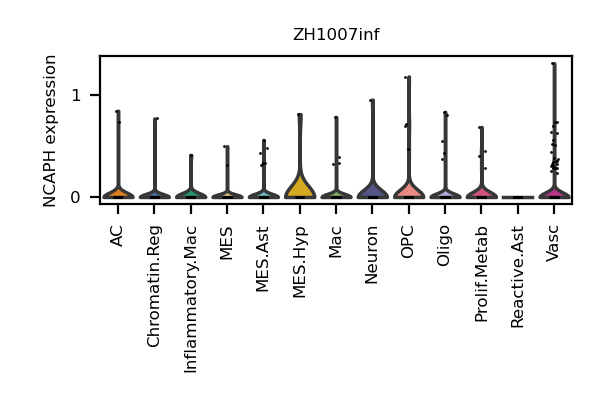 ZH1007inf
NCAPH expression
1
0
AC
Chromatin.Reg
Inflammatory.Mac
MES
MES.Ast
MES.Hyp
Mac
Neuron
OPC
Oligo
Prolif.Metab
Reactive.Ast
Vasc